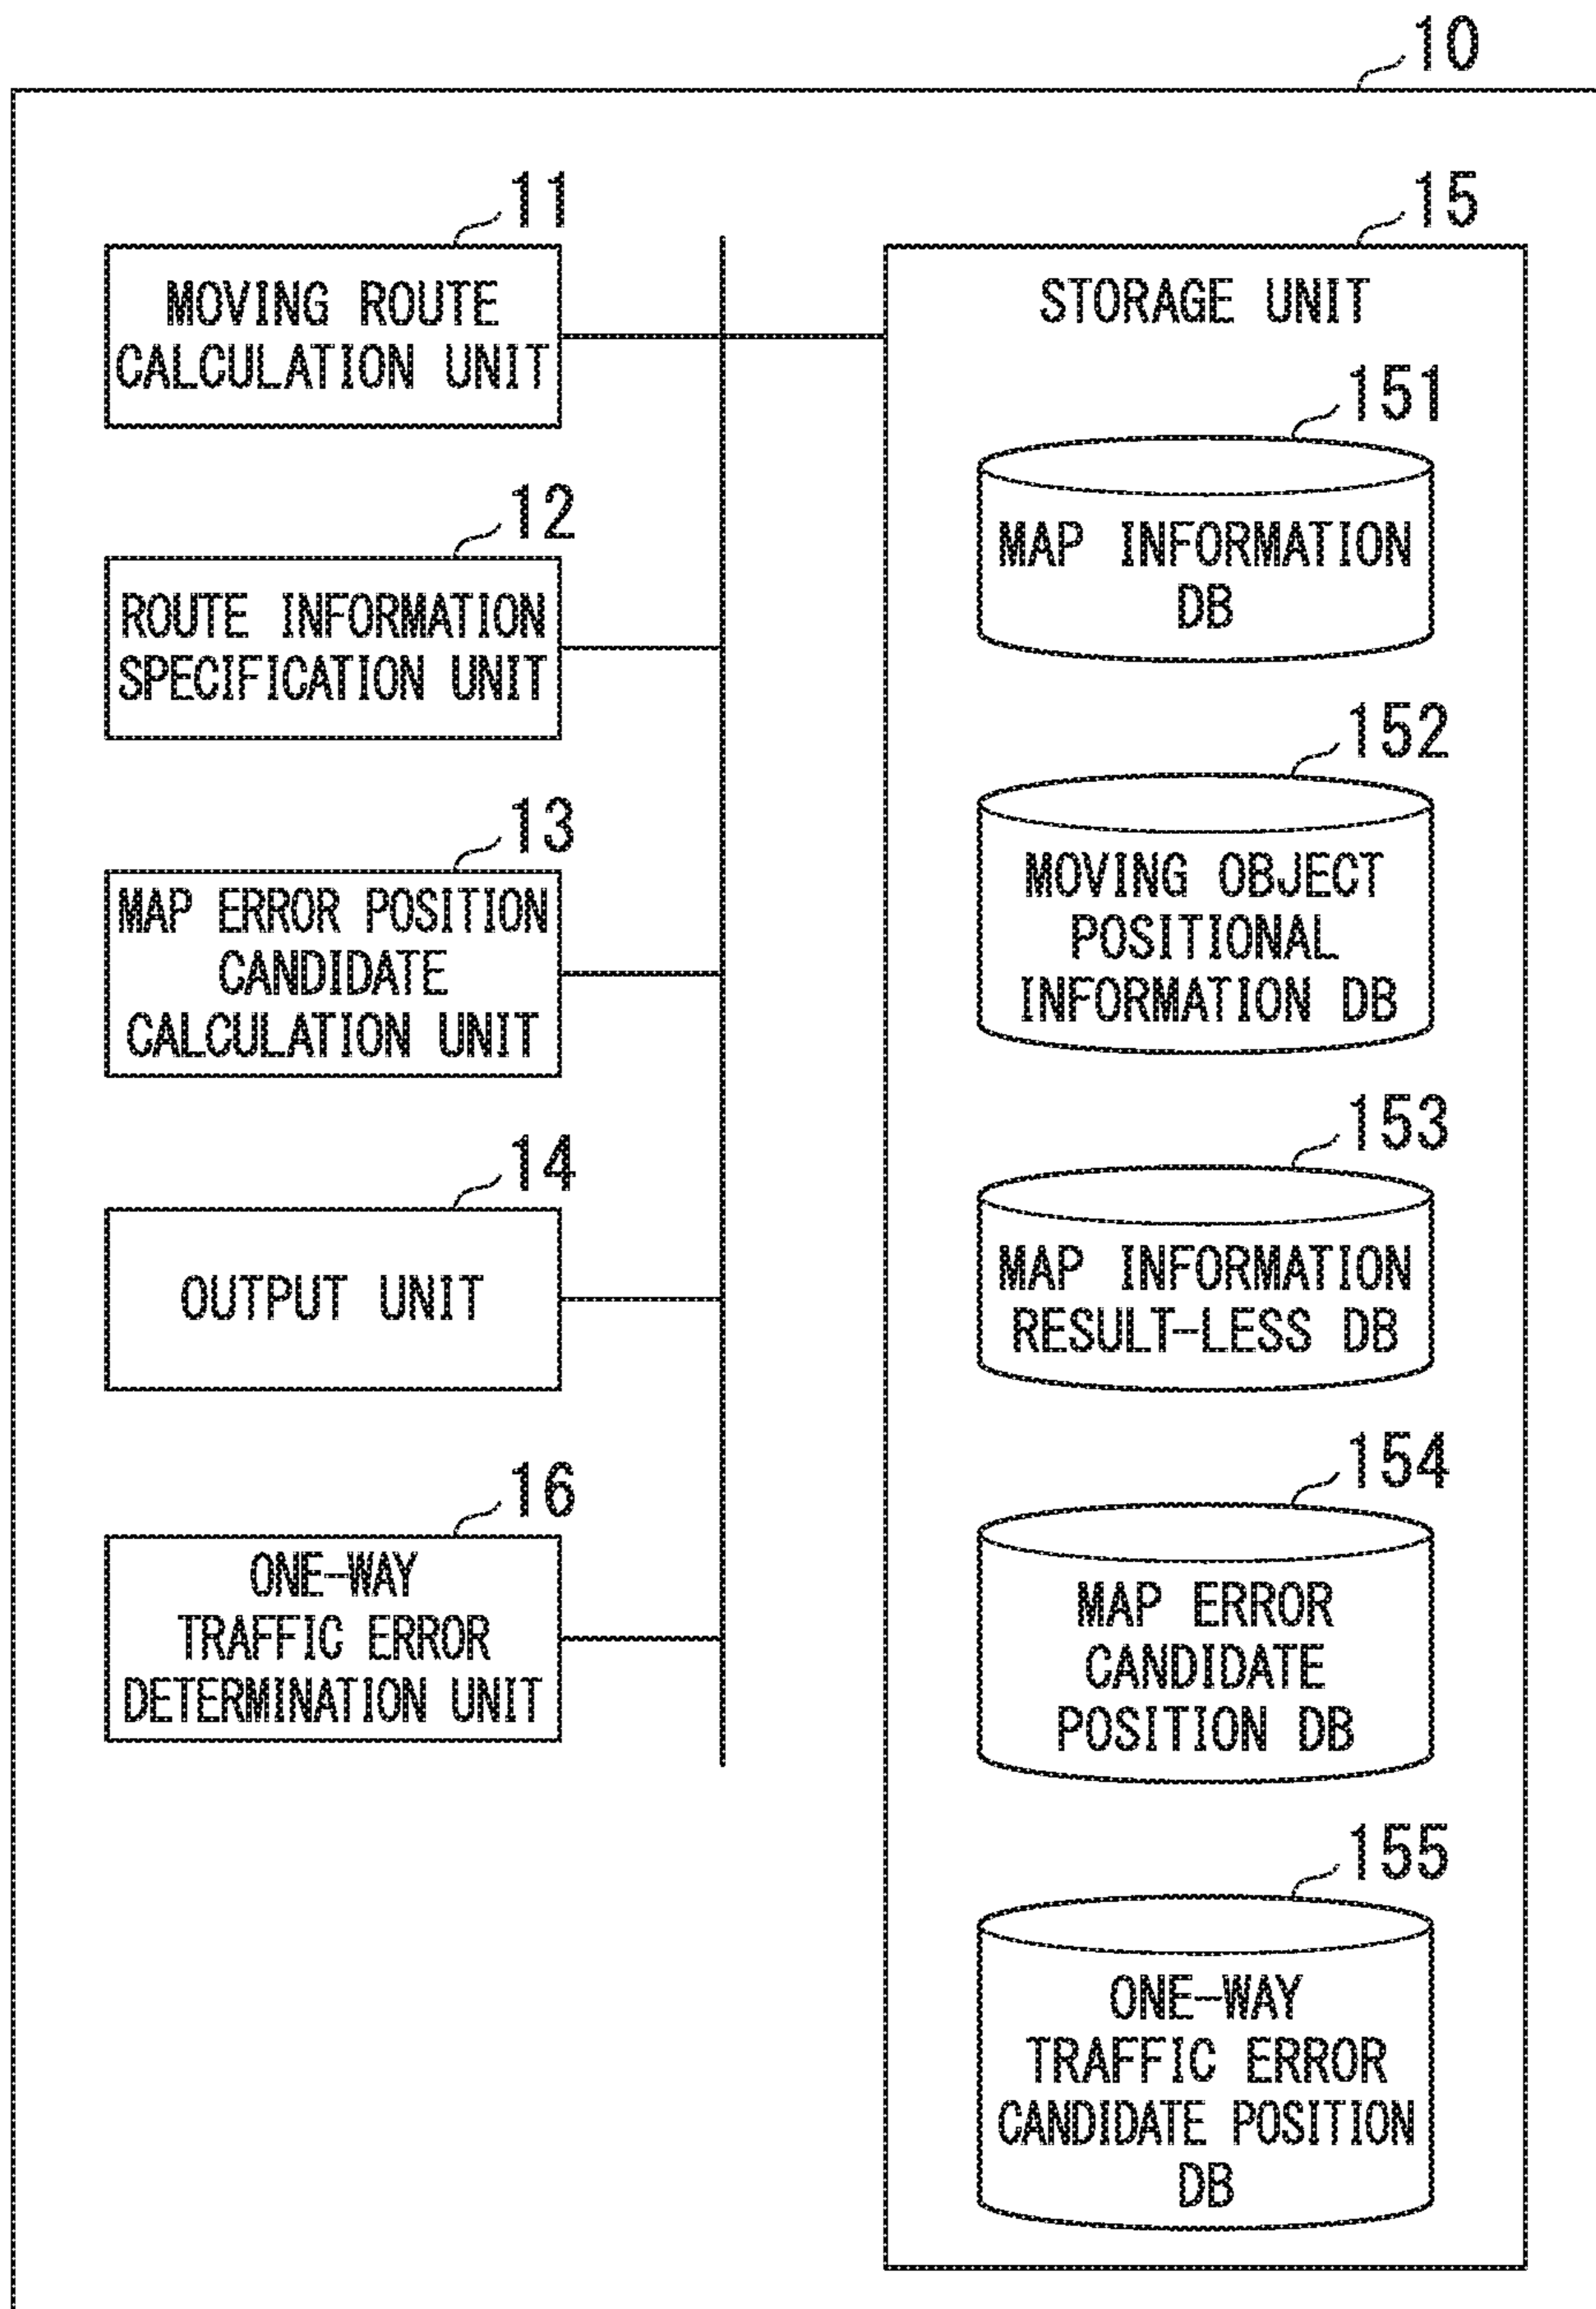 10
11
MOVING ROUTE
CALCULATION UNIT
12
ROUTE INFORMATION
SPECIFICATION UNIT
13
MAP ERROR POSITION
CANDIDATE
CALCULATION UNIT
14
OUTPUT UNIT
16
ONE-WAY
TRAFFIC ERROR
DETERMINATION UNIT
15
STORAGE UNIT
151
MAP INFORMATION
DB
152
MOVING OBJECT
POSITIONAL
INFORMATION DB
153
MAP INFORMATION
RESULT-LESS DB
154
MAP ERROR
CANDIDATE
POSITION DB
155
ONE-WAY
TRAFFIC ERROR
CANDIDATE POSITION
DB